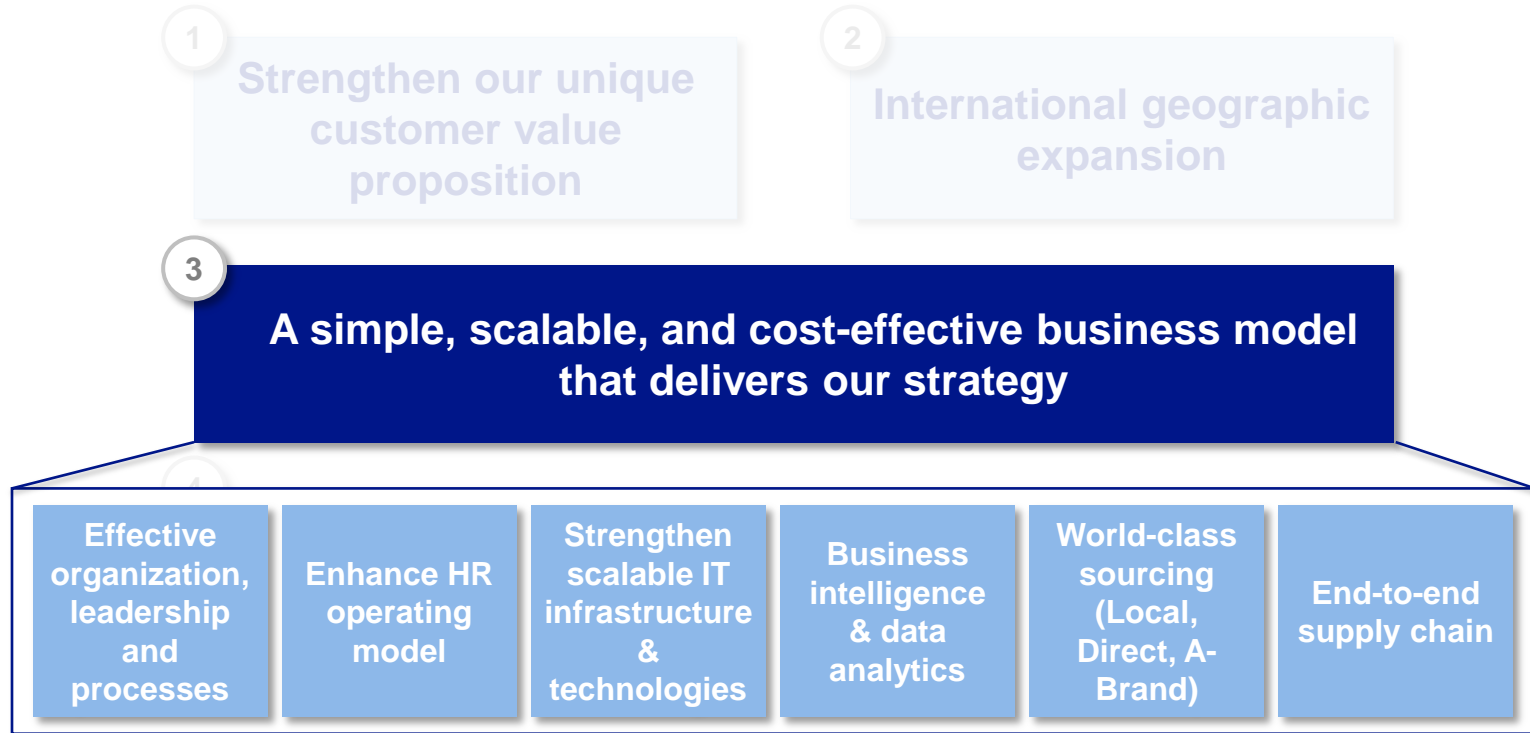 1
Strengthen our unique
customer value
proposition
2
International geographic
expansion
3
A simple, scalable, and cost-effective business model
that delivers our strategy
4
Effective
organization,
leadership
and
processes
Enhance HR
operating
model
Strengthen
scalable IT
infrastructure
&
technologies
Business
intelligence
& data
analytics
World-class
sourcing
(Local,
Direct, A-
Brand)
End-to-end
supply chain